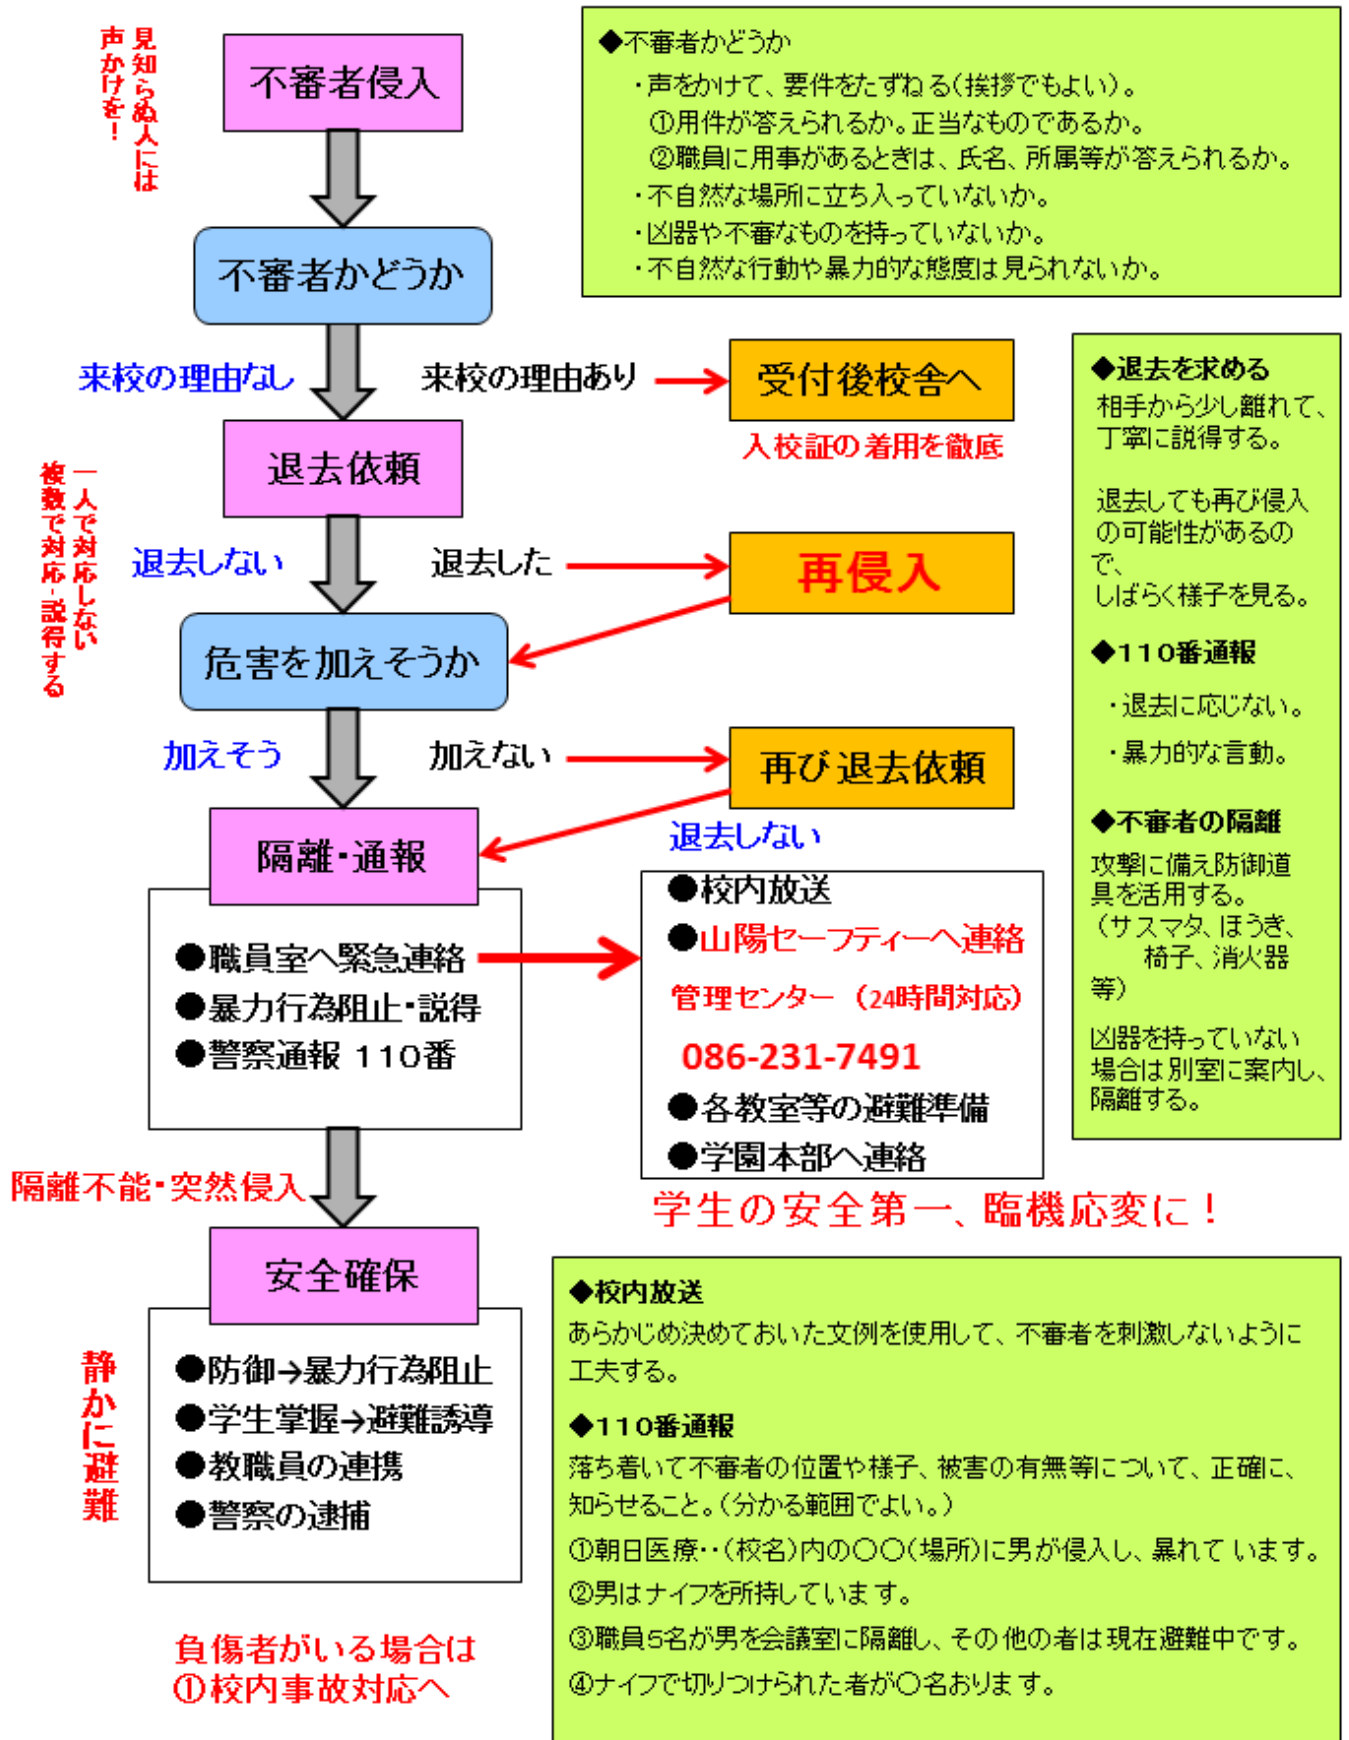 見知らぬ人には
声かけを！
不審者侵入
◆不審者かどうか
・声をかけて、要件をたずねる(挨拶でもよい)。
①用件が答えられるか。正当なものであるか。
②職員に用事があるときは、氏名、所属等が答えられるか。
・不自然な場所に立ち入っていないか。
・凶器や不審なものを持っていないか。
・不自然な行動や暴力的な態度は見られないか。
不審者かどうか
来校の理由なし
来校の理由あり
受付後校舎へ
入校証の着用を徹底
退去依頼
一人で対応しない
複数で対応・説得する
退去しない
退去した
再侵入
危害を加えそうか
加えそう
加えない
再び退去依頼
退去しない
◆退去を求める
相手から少し離れて、
丁寧に説得する。
退去しても再び侵入
の可能性があるの
で、
しばらく様子を見る。
◆110番通報
・退去に応じない。
・暴力的な言動。
◆不審者の隔離
攻撃に備え防御道
具を活用する。
(サスマタ、ほうき、
椅子、消火器
等)
凶器を持っていない
場合は別室に案内し、
隔離する。
隔離・通報
●職員室へ緊急連絡
●暴力行為阻止・説得
●警察通報 110番
●校内放送
●山陽セーフティーへ連絡
管理センター （24時間対応）
086-231-7491
●各教室等の避難準備
●学園本部へ連絡
隔離不能・突然侵入
学生の安全第一、臨機応変に！
安全確保
静かに避難
●防御→暴力行為阻止
●学生掌握→避難誘導
●教職員の連携
●警察の逮捕
負傷者がいる場合は
①校内事故対応へ
◆校内放送
あらかじめ決めておいた文例を使用して、不審者を刺激しないように
工夫する。
◆110番通報
落ち着いて不審者の位置や様子、被害の有無等について、正確に、
知らせること。(分かる範囲でよい。)
①朝日医療・・(校名)内の〇〇(場所)に男が侵入し、暴れています。
②男はナイフを所持しています。
③職員5名が男を会議室に隔離し、その他の者は現在避難中です。
④ナイフで切りつけられた者が〇名おります。